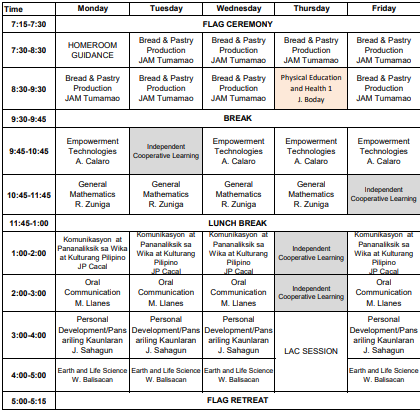 Time Monday Tuesday Wednesday Thursday Friday
7:15-7:30 FLAG CEREMONY
7:30-8:30 HOMEROOM GUIDANCE Bread & Pastry Production JAM Tumamao Bread & Pastry Production JAM Tumamao Bread & Pastry Production JAM Tumamao Bread & Pastry Production JAM Tumamao
8:30-9:30 Bread & Pastry Production JAM Tumamao Bread & Pastry Production JAM Tumamao Bread & Pastry Production JAM Tumamao Physical Education and Health 1 J. Boday Bread & Pastry Production JAM Tumamao
9:30-9:45 BREAK
9:45-10:45 Empowerment Technologies A. Calaro Independent Cooperative Learning Empowerment Technologies A. Calaro Empowerment Technologies A. Calaro Empowerment Technologies A. Calaro
10:45-11:45 General Mathematics R. Zuniga General Mathematics R. Zuniga General Mathematics R. Zuniga General Mathematics R. Zuniga Independent Cooperative Learning
11:45-1:00 LUNCH BREAK
1:00-2:00 Komunikasyon at Pananaliksik sa Wika at Kulturang Pilipino JP Cacal Komunikasyon at Pananaliksik sa Wika at Kulturang Pilipino JP Cacal Komunikasyon at Pananaliksik sa Wika at Kulturang Pilipino JP Cacal Independent Cooperative Learning Komunikasyon at Pananaliksik sa Wika at Kulturang Pilipino JP Cacal
2:00-3:00 Oral Communication M. Llanes Oral Communication M. Llanes Oral Communication M. Llanes Independent Cooperative Learning Oral Communication M. Llanes
3:00-4:00 Personal Development/Pansariling Kaunlaran J. Sahagun Personal Development/Pansariling Kaunlaran J. Sahagun Personal Development/Pansariling Kaunlaran J. Sahagun LAC SESSION Personal Development/Pansariling Kaunlaran J. Sahagun
4:00-5:00 Earth and Life Science W. Balisacan Earth and Life Science W. Balisacan Earth and Life Science W. Balisacan Earth and Life Science W. Balisacan
5:00-5:15 FLAG RETREAT